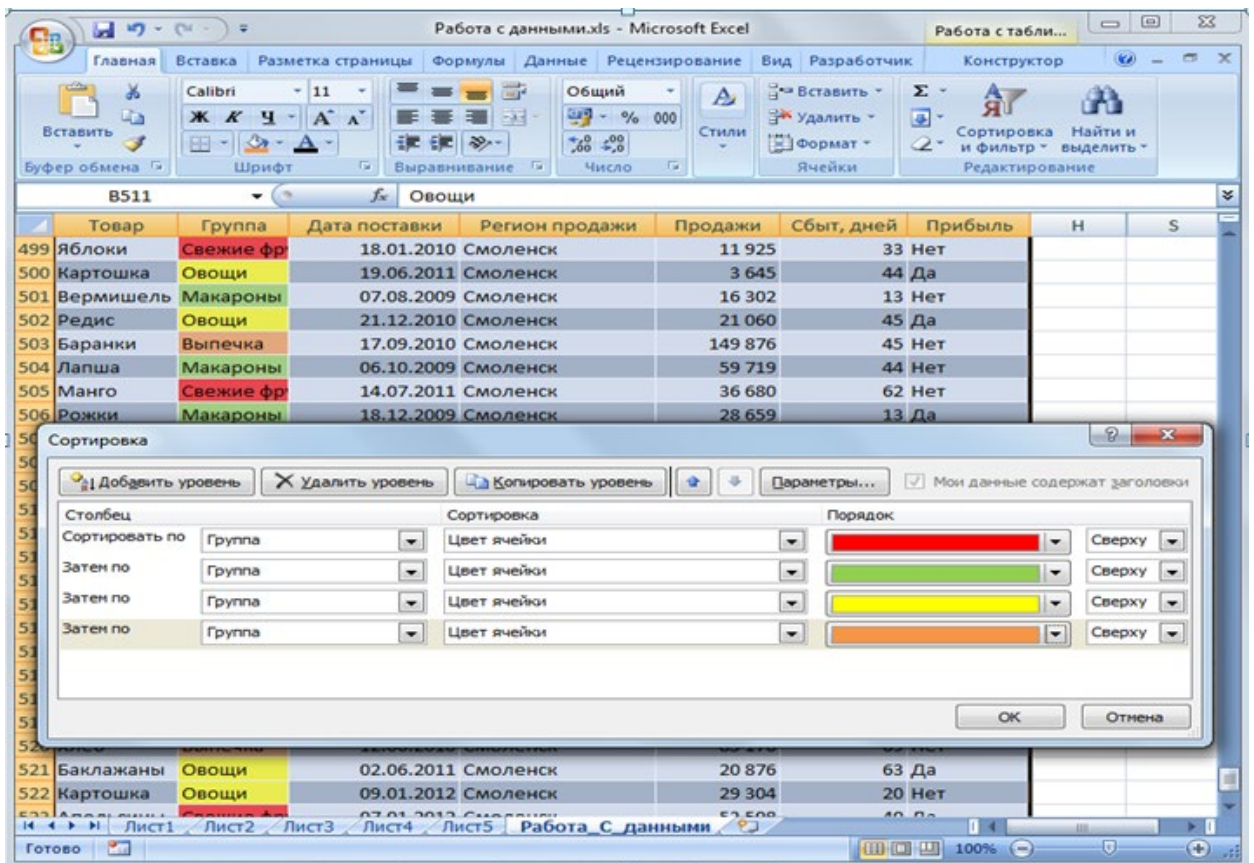 Работа с данными.xls - Microsoft Excel
Работа с табли...
Главная Вставка Разметка страницы Формулы Данные Рецензирование Вид Разработчик Конструктор
Calibri 11 Общий Вставить Σ
Вставить Ж К Ч А А % 000 Стили Удалить Сортировка и фильтр Найти и выделить
Формат
Буфер обмена Шрифт Выравнивание Число Ячейки Редактирование
B511 fx Овощи
Товар Группа Дата поставки Регион продажи Продажи Сбыт, дней Прибыль H S
499 Яблоки Свежие фр 18.01.2010 Смоленск 11 925 33 Нет
500 Картошка Овощи 19.06.2011 Смоленск 3 645 44 Да
501 Вермишель Макароны 07.08.2009 Смоленск 16 302 13 Нет
502 Редис Овощи 21.12.2010 Смоленск 21 060 45 Да
503 Баранки Выпечка 17.09.2010 Смоленск 149 876 45 Нет
504 Лапша Макароны 06.10.2009 Смоленск 59 719 44 Нет
505 Манго Свежие фр 14.07.2011 Смоленск 36 680 62 Нет
506 Рожки Макароны 18.12.2009 Смоленск 28 659 13 Да
Сортировка
Добавить уровень Удалить уровень Копировать уровень Параметры... Мои данные содержат заголовки
Столбец Сортировка Порядок
Сортировать по Группа Цвет ячейки Сверху
Затем по Группа Цвет ячейки Сверху
Затем по Группа Цвет ячейки Сверху
Затем по Группа Цвет ячейки Сверху
OK Отмена
521 Баклажаны Овощи 02.06.2011 Смоленск 20 876 63 Да
522 Картошка Овощи 09.01.2012 Смоленск 29 304 20 Нет
Лист1 Лист2 Лист3 Лист4 Лист5 Работа_С_данными
Готово 100%